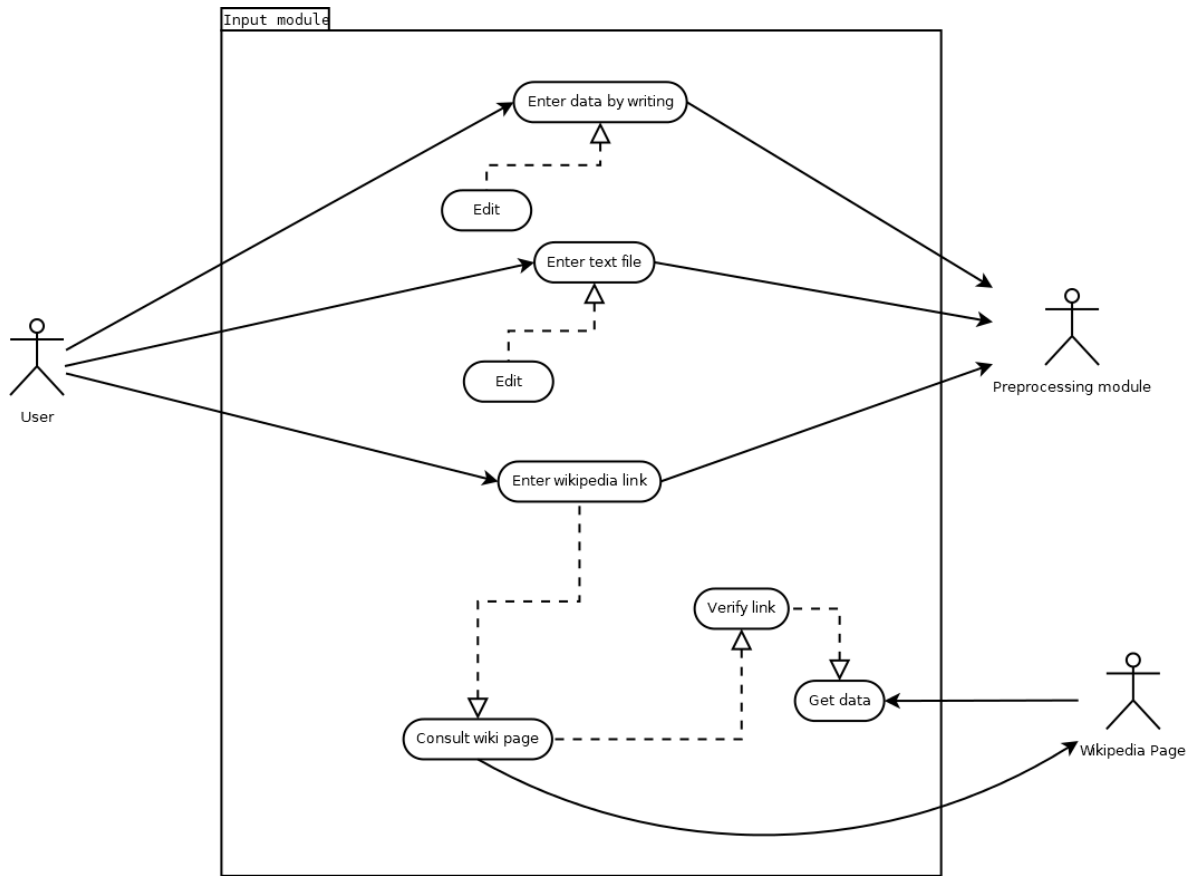 Input module
Enter data by writing
Edit
Enter text file
Edit
User
Preprocessing module
Enter wikipedia link
Verify link
Get data
Consult wiki page
Wikipedia Page